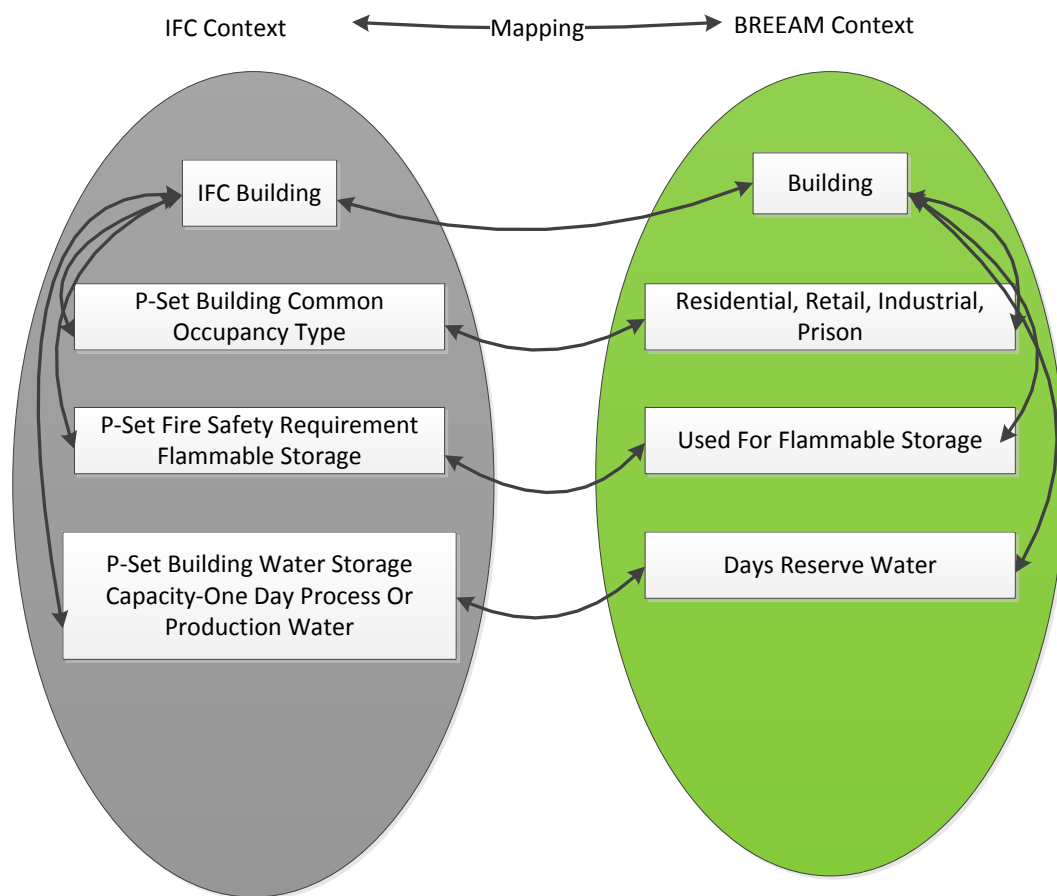 IFC Context
Mapping
BREEAM Context
IFC Building
Building
P-Set Building Common
Occupancy Type
Residential, Retail, Industrial,
Prison
P-Set Fire Safety Requirement
Flammable Storage
Used For Flammable Storage
P-Set Building Water Storage
Capacity-One Day Process Or
Production Water
Days Reserve Water